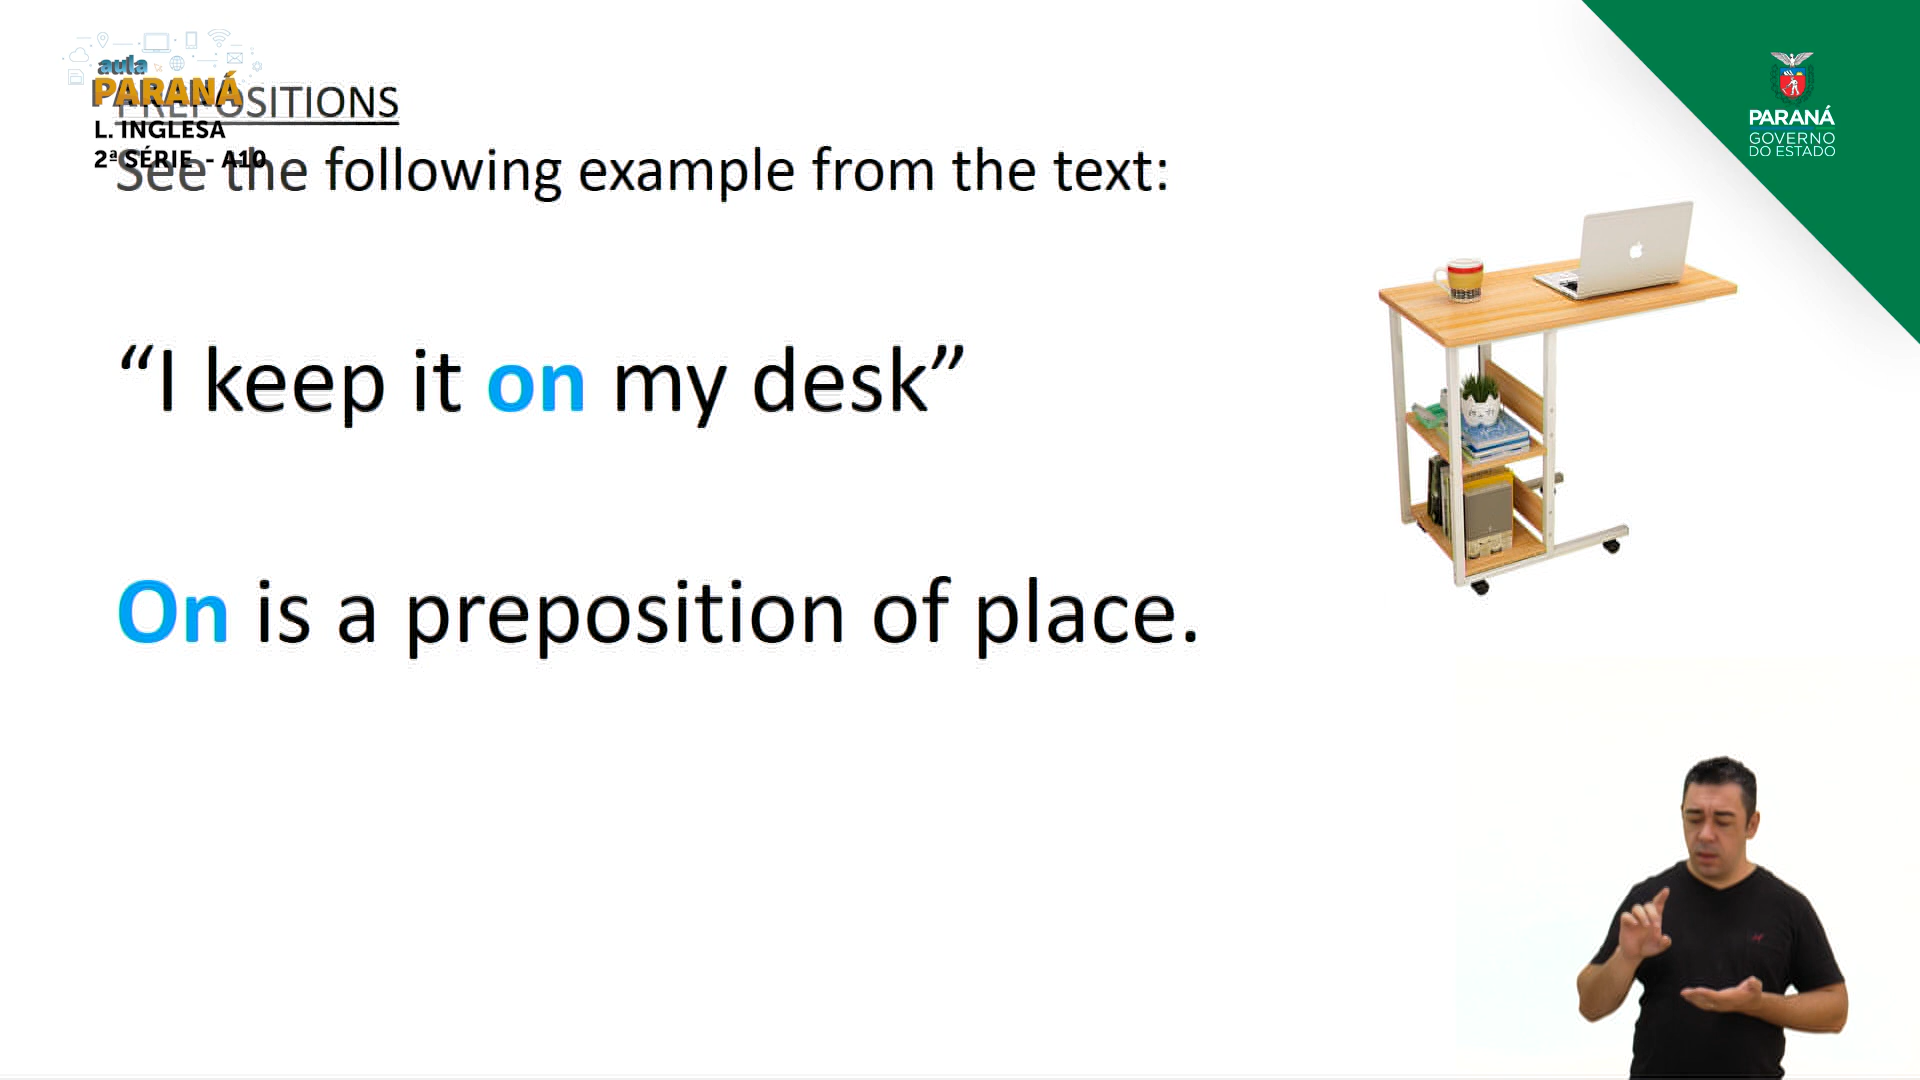 aula
PARANÁ
PREPOSITIONS
L. INGLESA
2ª SÉRIE - A10
See the following example from the text:
“I keep it on my desk”
On is a preposition of place.
PARANÁ
GOVERNO
DO ESTADO